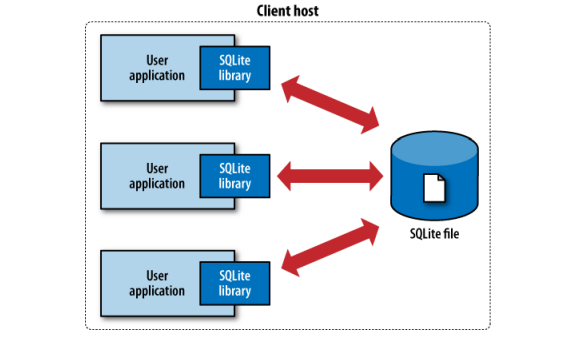 Client host
User
application
SQLite
library
User
application
SQLite
library
User
application
SQLite
library
SQLite file